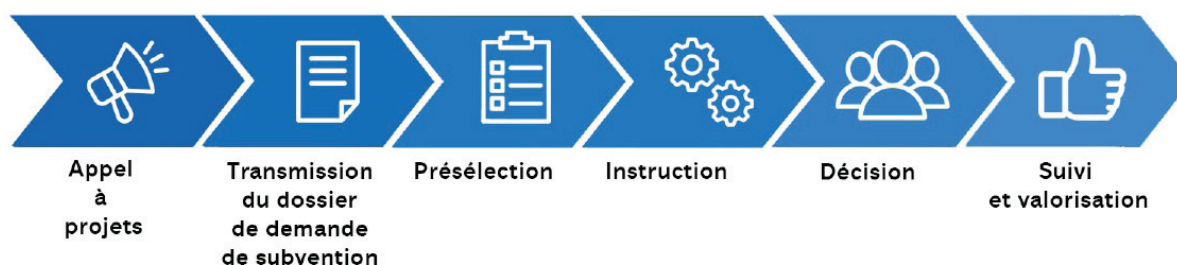 Appel
à
projets
Transmission
du dossier
de demande
de subvention
Présélection
Instruction
Décision
Suivi
et valorisation